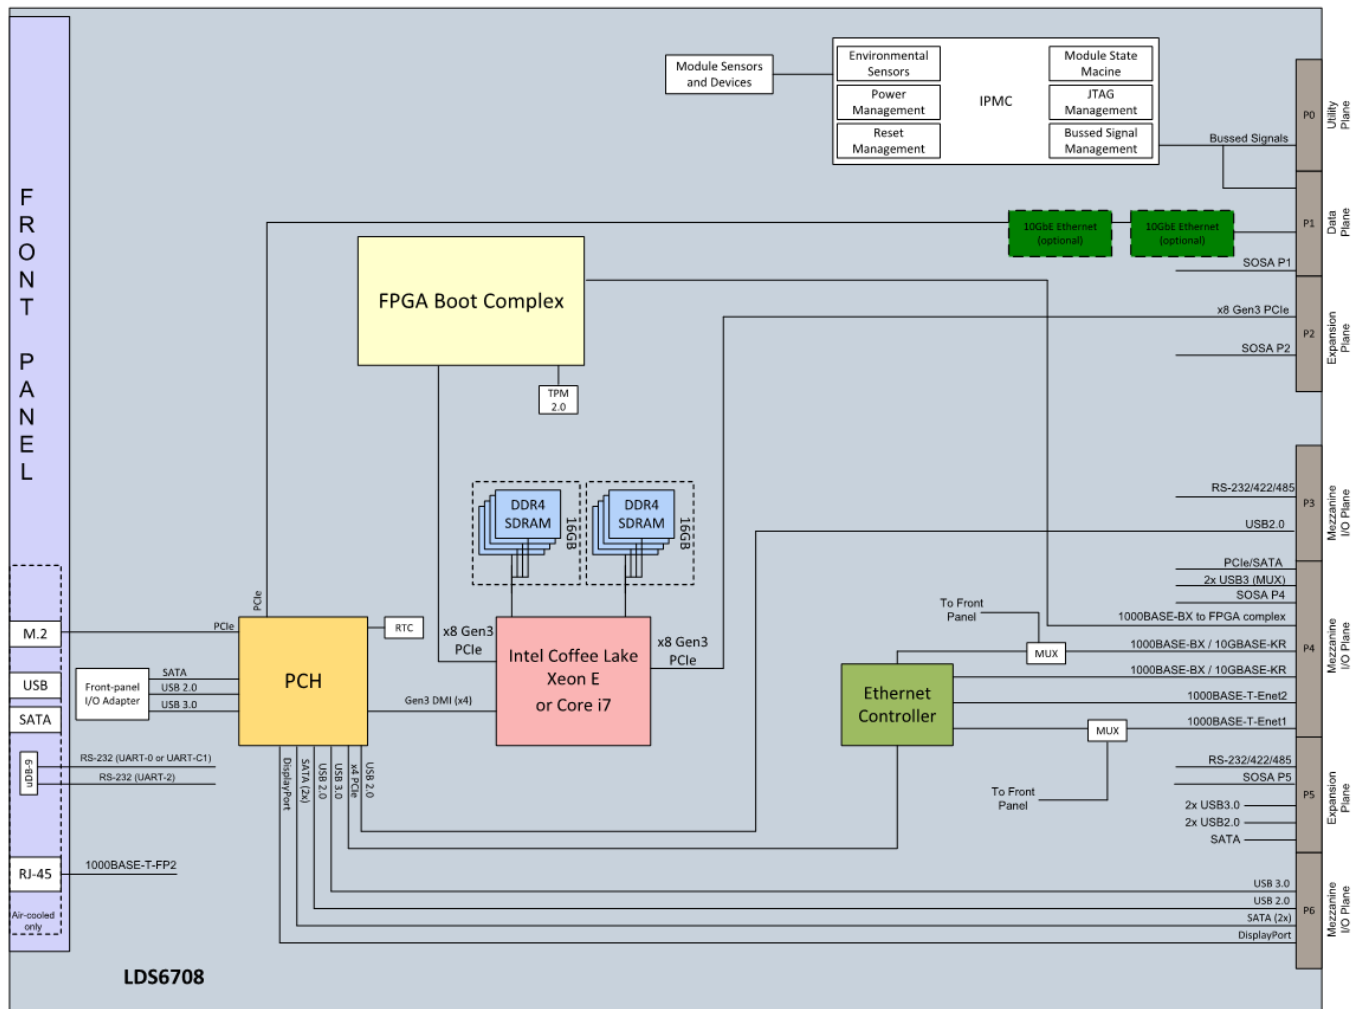 Module Sensors
and Devices
Environmental
Sensors
Power
Management
Reset
Management
IPMC
Module State
Macine
JTAG
Management
Bussed Signal
Management
Bussed Signals
P0
Utility
Plane
FRONT PANEL
10GbE Ethernet
(optional)
10GbE Ethernet
(optional)
P1
Data
Plane
SOSA P1
FPGA Boot Complex
x8 Gen3 PCIe
P2
Expansion
Plane
SOSA P2
TPM
2.0
DDR4
SDRAM
16GB
DDR4
SDRAM
16GB
RS-232/422/485
P3
Mezzanine
I/O Plane
USB2.0
PCIe/SATA
2x USB3 (MUX)
SOSA P4
To Front
Panel
1000BASE-BX to FPGA complex
MUX
1000BASE-BX / 10GBASE-KR
P4
Mezzanine
I/O Plane
1000BASE-BX / 10GBASE-KR
1000BASE-T-Enet2
1000BASE-T-Enet1
MUX
PCIe
M.2
PCIe
RTC
x8 Gen3
PCIe
Intel Coffee Lake
Xeon E
or Core i7
x8 Gen3
PCIe
PCH
USB
Front-panel
I/O Adapter
SATA
USB 2.0
USB 3.0
Gen3 DMI (x4)
Ethernet
Controller
SATA
uDB-9
RS-232 (UART-0 or UART-C1)
RS-232 (UART-2)
DisplayPort
SATA (2x)
USB 2.0
USB 3.0
x4 PCIe
USB 2.0
To Front
Panel
RS-232/422/485
SOSA P5
P5
Expansion
Plane
2x USB3.0
2x USB2.0
SATA
RJ-45
1000BASE-T-FP2
Air-cooled
only
USB 3.0
USB 2.0
SATA (2x)
DisplayPort
P6
Mezzanine
I/O Plane
LDS6708